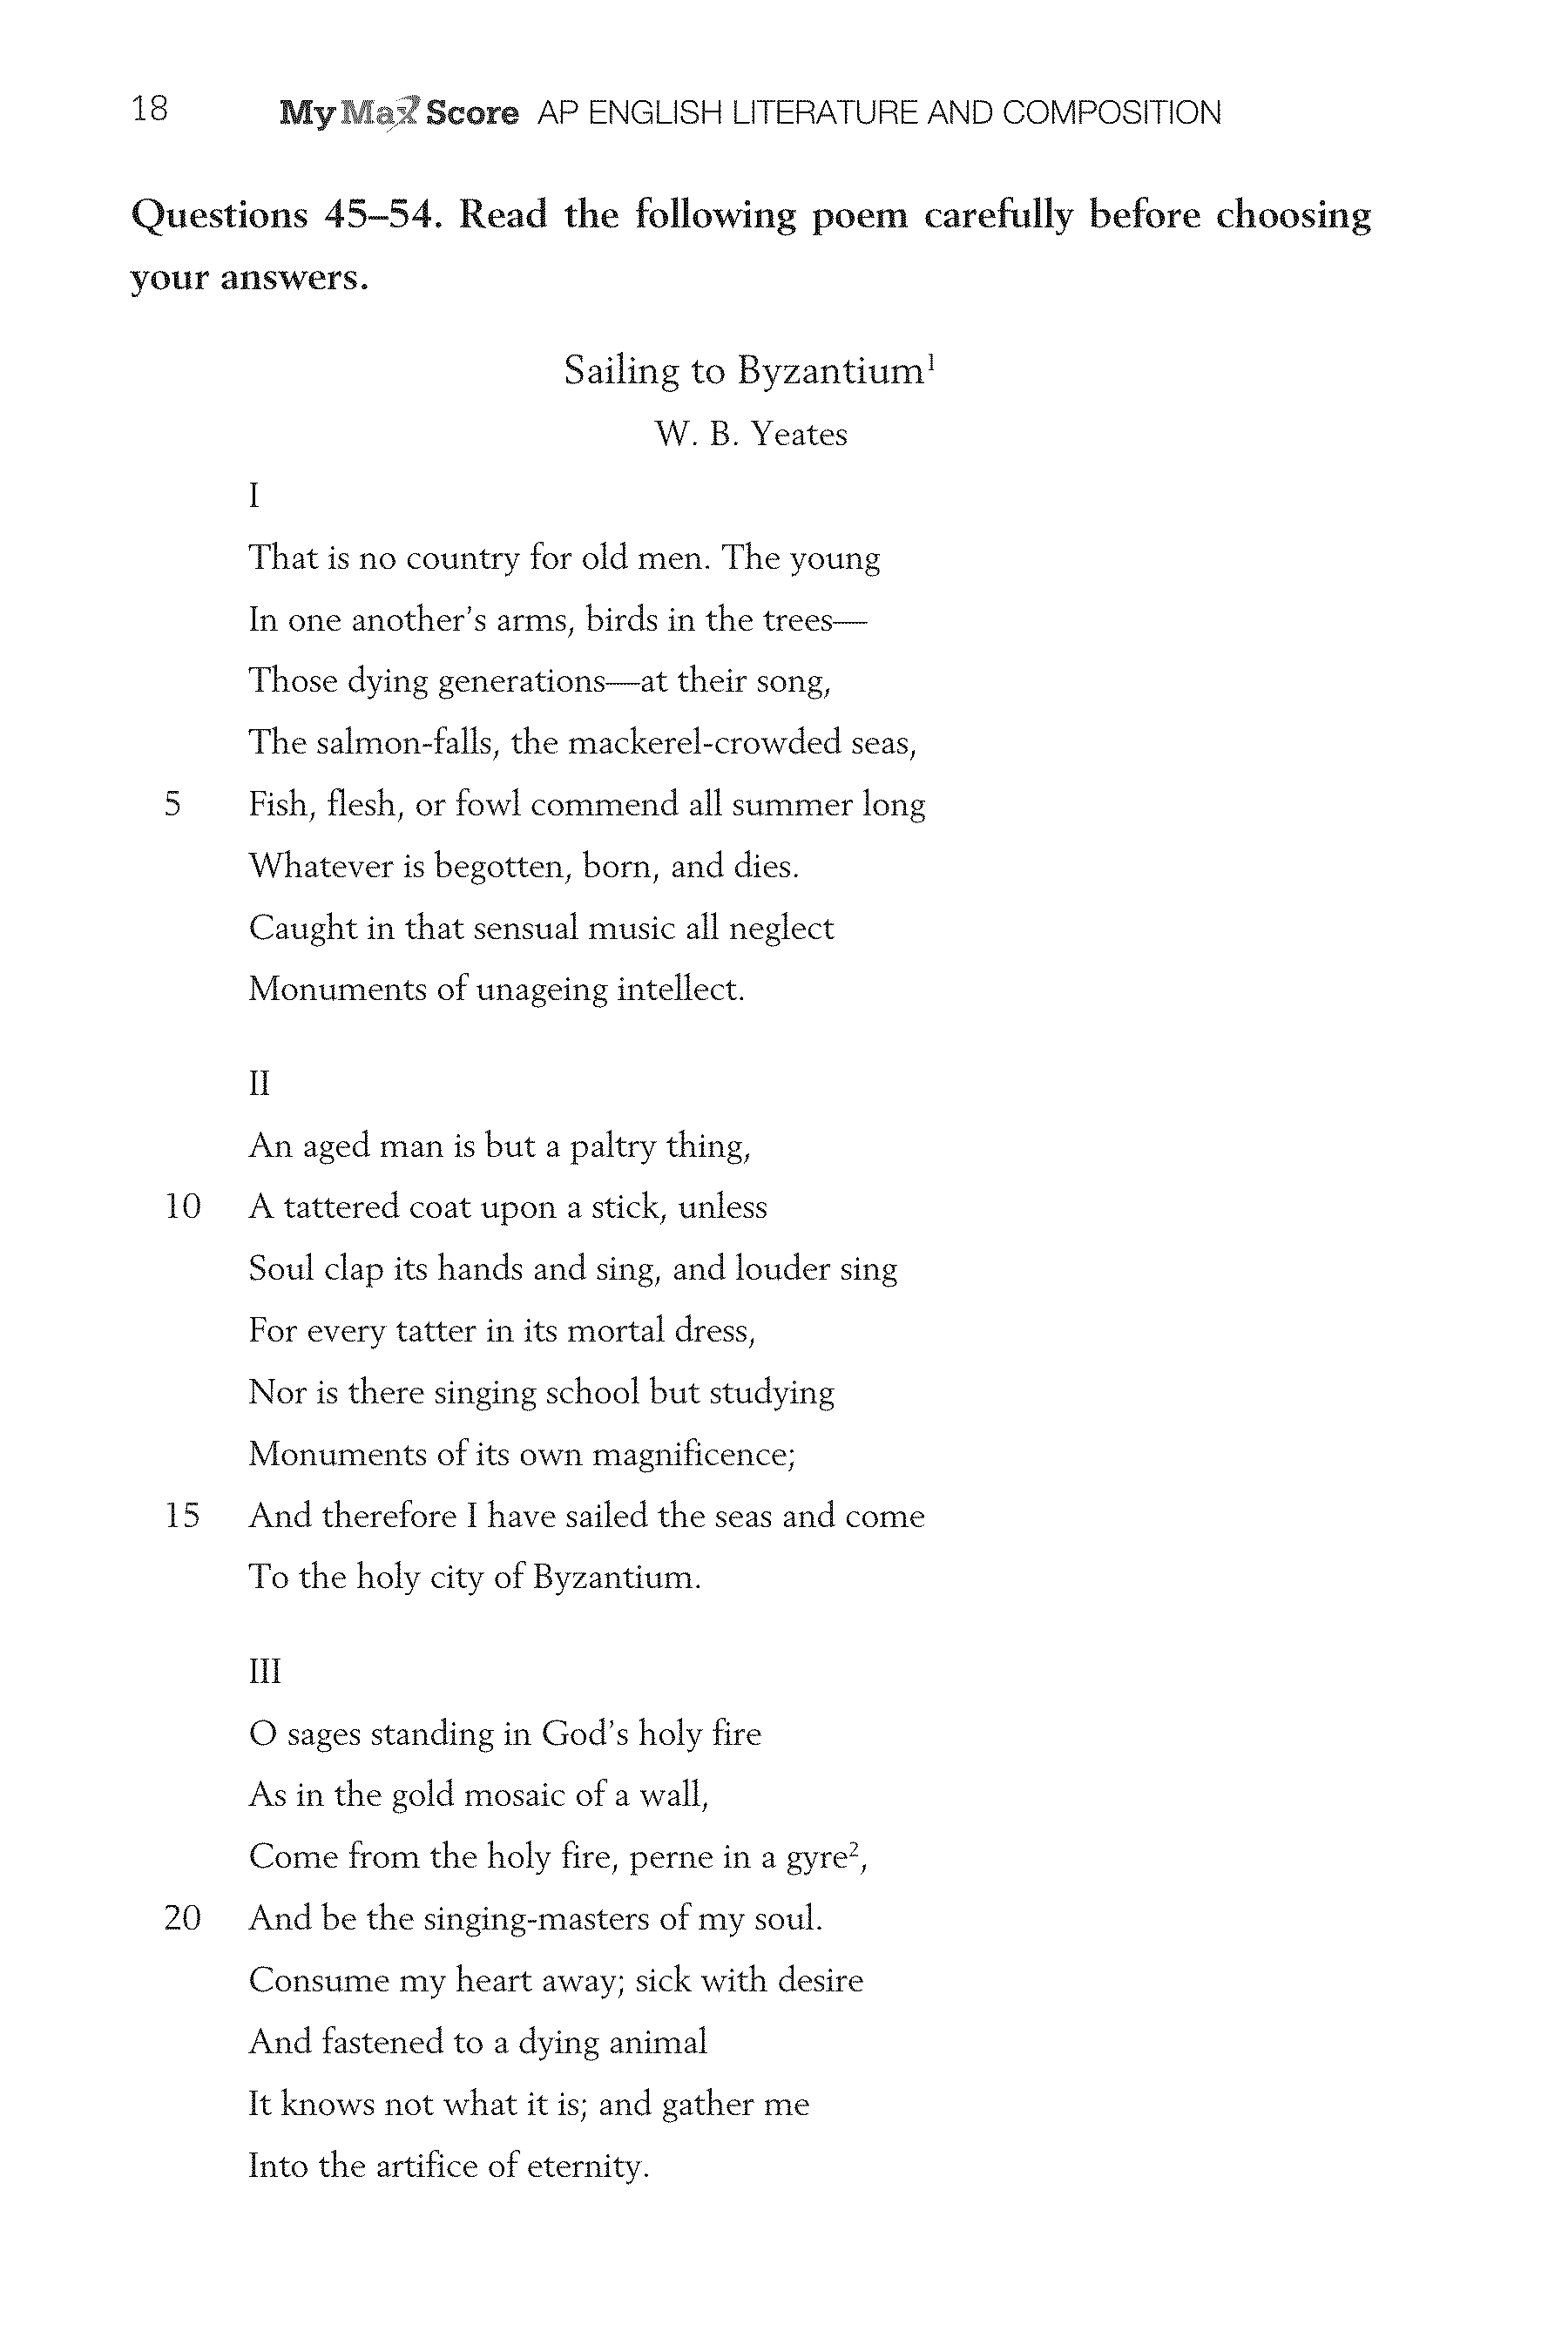 18 MyMaxScore AP ENGLISH LITERATURE AND COMPOSITION
Questions 45–54. Read the following poem carefully before choosing
your answers.
Sailing to Byzantium¹
W. B. Yeates
I
That is no country for old men. The young
In one another’s arms, birds in the trees—
Those dying generations—at their song,
The salmon-falls, the mackerel-crowded seas,
5 Fish, flesh, or fowl commend all summer long
Whatever is begotten, born, and dies.
Caught in that sensual music all neglect
Monuments of unageing intellect.
II
An aged man is but a paltry thing,
10 A tattered coat upon a stick, unless
Soul clap its hands and sing, and louder sing
For every tatter in its mortal dress,
Nor is there singing school but studying
Monuments of its own magnificence;
15 And therefore I have sailed the seas and come
To the holy city of Byzantium.
III
O sages standing in God’s holy fire
As in the gold mosaic of a wall,
Come from the holy fire, perne in a gyre²,
20 And be the singing-masters of my soul.
Consume my heart away; sick with desire
And fastened to a dying animal
It knows not what it is; and gather me
Into the artifice of eternity.